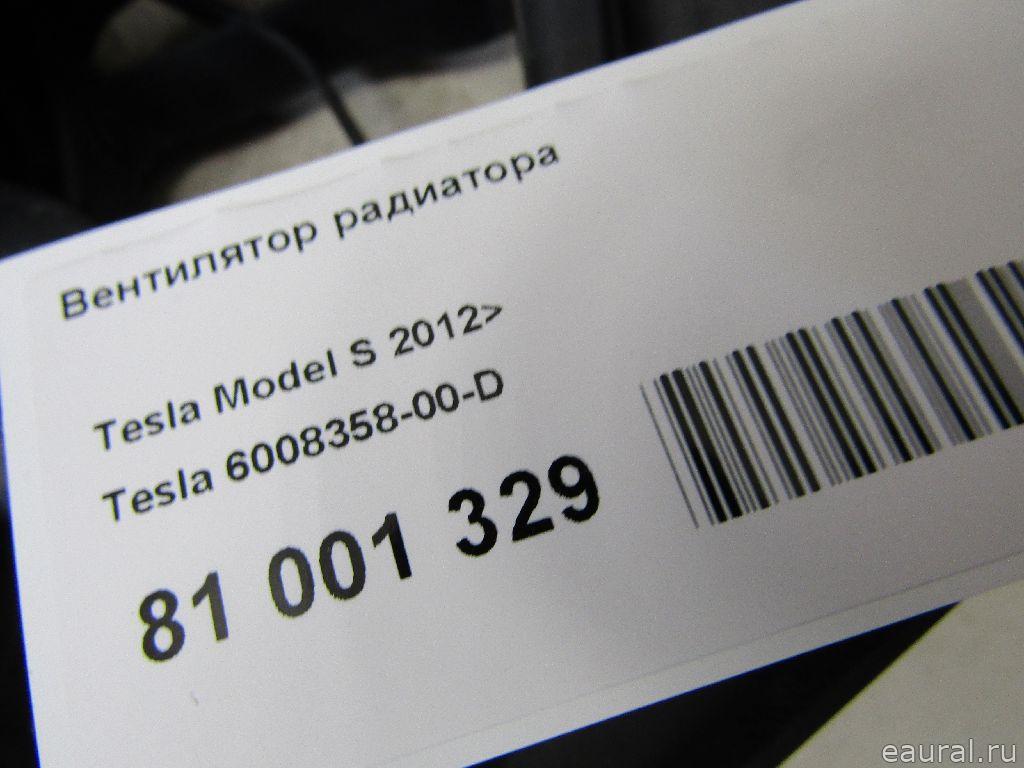 Вентилятор радиатора
Tesla Model S 2012>
Tesla 6008358-00-D
81 001 329
eaural.ru